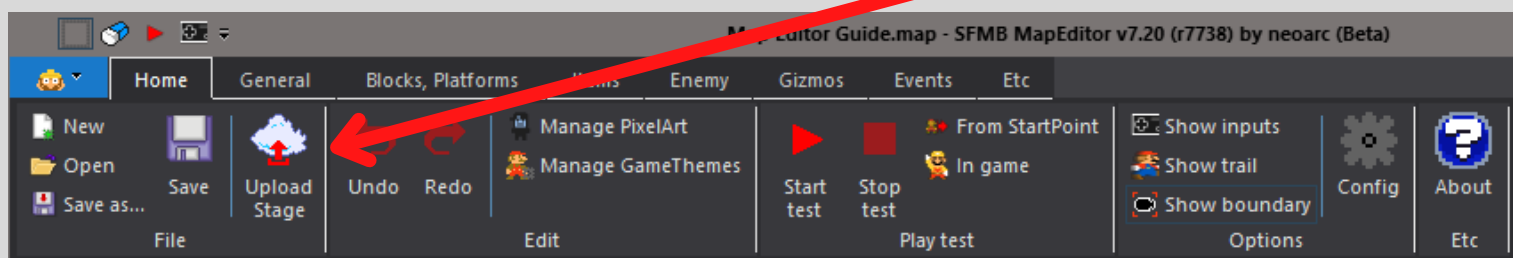 Map Editor Guide.map - SFMB MapEditor v7.20 (r7738) by neoarc (Beta)
Home General Blocks, Platforms Items Enemy Gizmos Events Etc
New
Open
Save as...
Save
Upload
Stage
File
Undo Redo
Manage PixelArt
Manage GameThemes
Edit
Start
test
Stop
test
From StartPoint
In game
Play test
Show inputs
Show trail
Show boundary
Config
Options
About
Etc